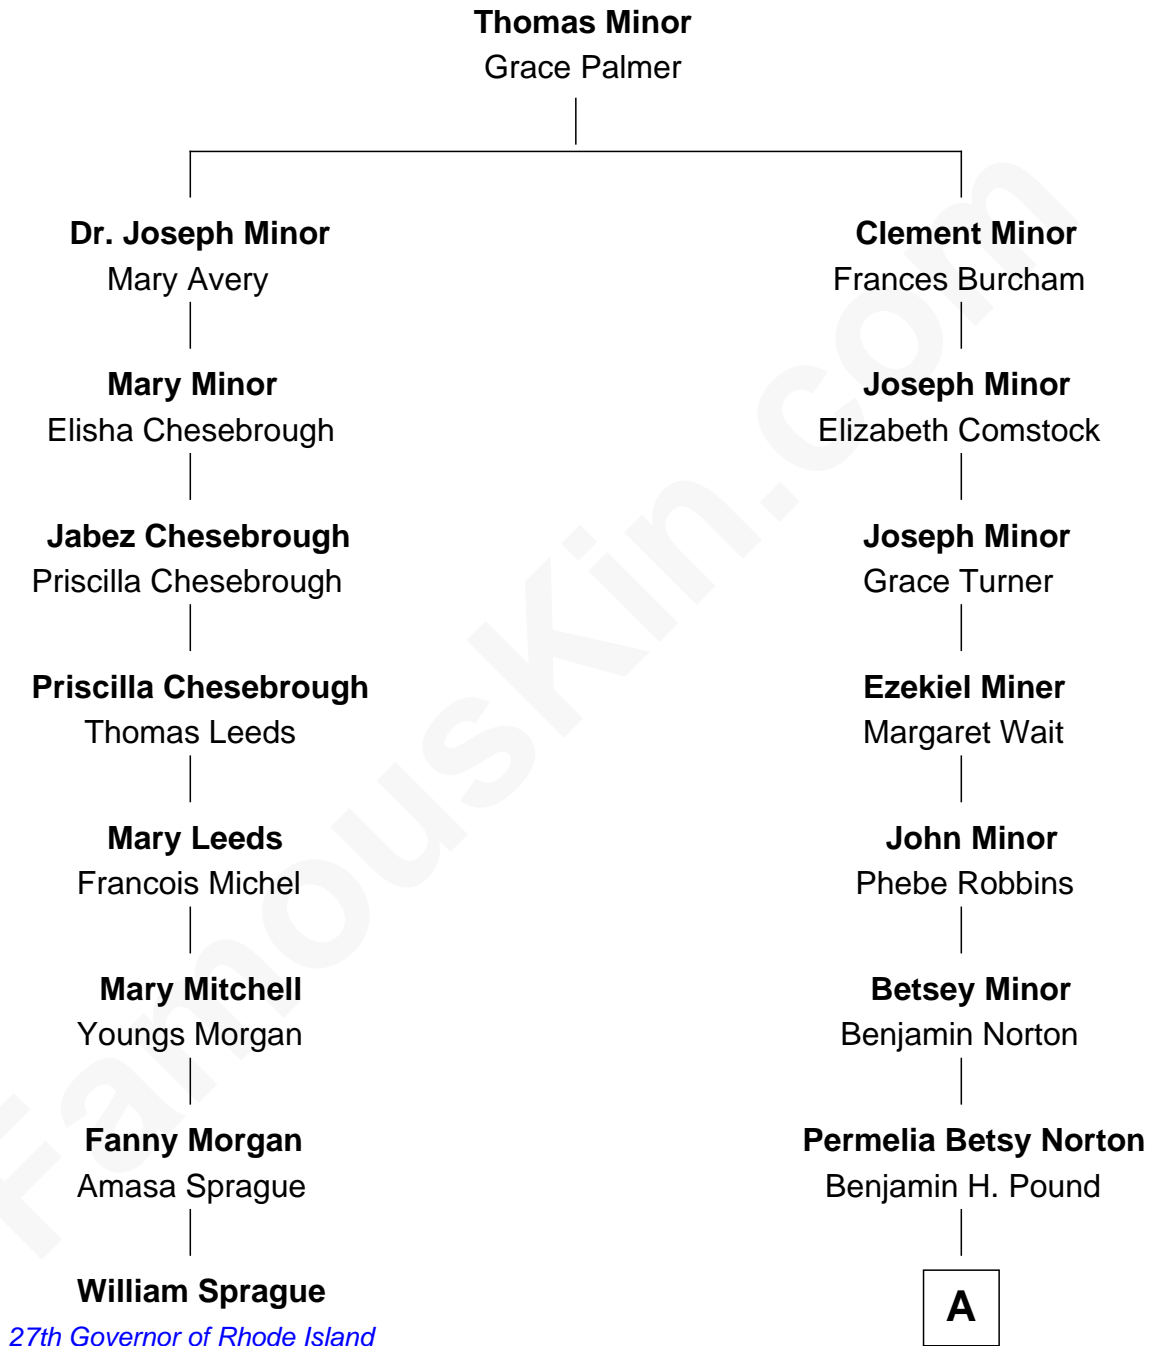 Thomas Minor
Grace Palmer
Dr. Joseph Minor
Mary Avery
Mary Minor
Elisha Chesebrough
Jabez Chesebrough
Priscilla Chesebrough
Priscilla Chesebrough
Thomas Leeds
Mary Leeds
Francois Michel
Mary Mitchell
Youngs Morgan
Fanny Morgan
Amasa Sprague
William Sprague
27th Governor of Rhode Island
Clement Minor
Frances Burcham
Joseph Minor
Elizabeth Comstock
Joseph Minor
Grace Turner
Ezekiel Miner
Margaret Wait
John Minor
Phebe Robbins
Betsey Minor
Benjamin Norton
Permelia Betsy Norton
Benjamin H. Pound
A
FamousKin.com